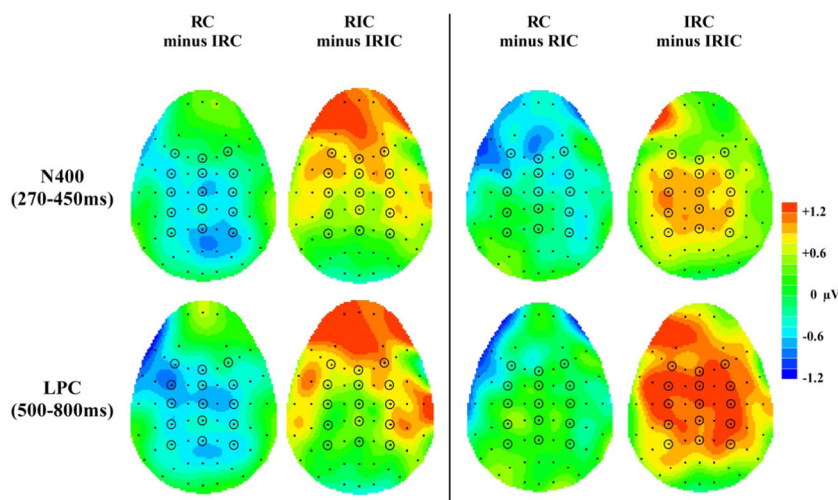 RC
minus IRC
RIC
minus IRIC
RC
minus RIC
IRC
minus IRIC
N400
(270-450ms)
+1.2
+0.6
0 µV
-0.6
-1.2
LPC
(500-800ms)